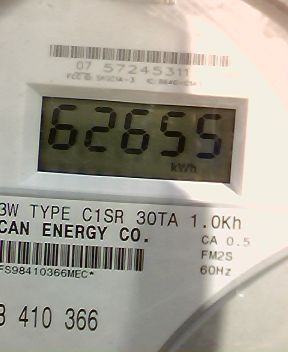 07 57245311
62655
kWh
3W TYPE C1SR 30TA 1.0Kh
CAN ENERGY CO.
CA 0.5
FM2S
FS98410366MEC*
60Hz
410 366